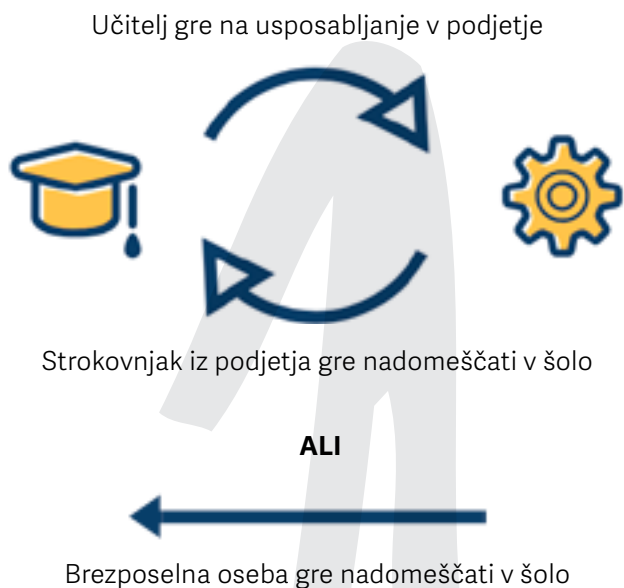 Učitelj gre na usposabljanje v podjetje
Strokovnjak iz podjetja gre nadomeščati v šolo
ALI
Brezposelna oseba gre nadomeščati v šolo